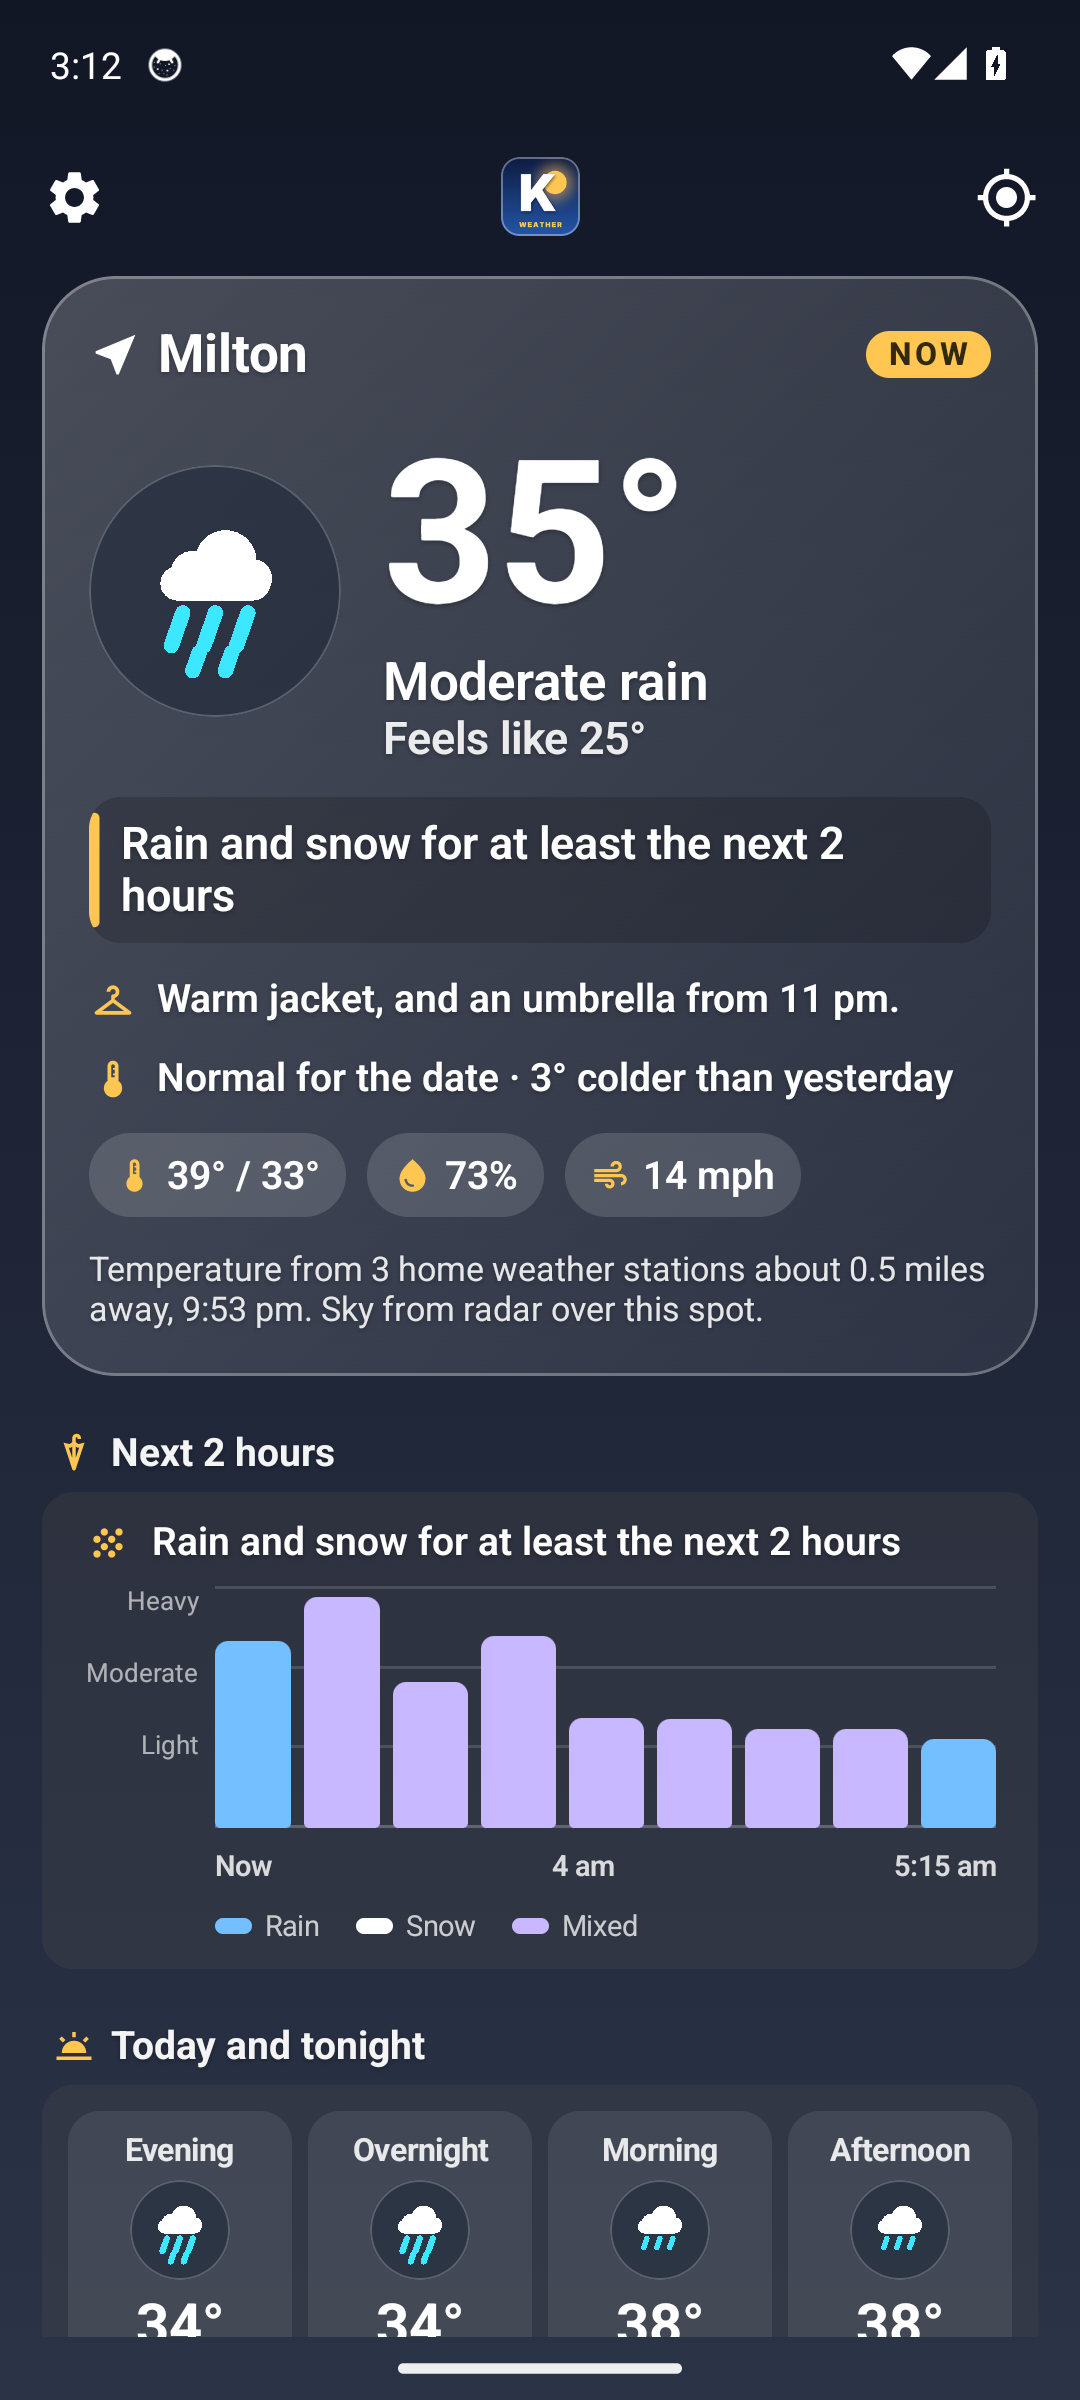 3:12
K
WEATHER
Milton
NOW
35°
Moderate rain
Feels like 25°
Rain and snow for at least the next 2
hours
Warm jacket, and an umbrella from 11 pm.
Normal for the date · 3° colder than yesterday
39° / 33°
73%
14 mph
Temperature from 3 home weather stations about 0.5 miles
away, 9:53 pm. Sky from radar over this spot.
Next 2 hours
Rain and snow for at least the next 2 hours
Heavy
Moderate
Light
Now
4 am
5:15 am
Rain
Snow
Mixed
Today and tonight
Evening
Overnight
Morning
Afternoon
34°
34°
38°
38°